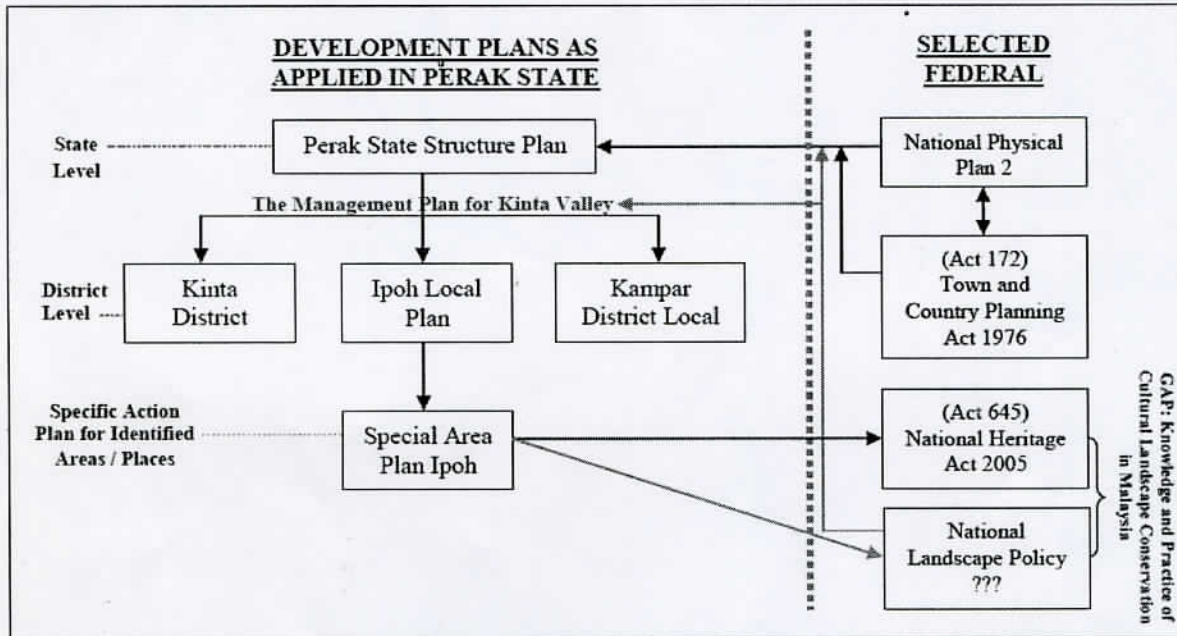 DEVELOPMENT PLANS AS
APPLIED IN PERAK STATE
SELECTED
FEDERAL
State
Level
Perak State Structure Plan
National Physical
Plan 2
The Management Plan for Kinta Valley
District
Level
Kinta
District
Ipoh Local
Plan
Kampar
District Local
(Act 172)
Town and
Country Planning
Act 1976
Specific Action
Plan for Identified
Areas / Places
Special Area
Plan Ipoh
(Act 645)
National Heritage
Act 2005
National
Landscape Policy
???
GAP: Knowledge and Practice of
Cultural Landscape Conservation
in Malaysia